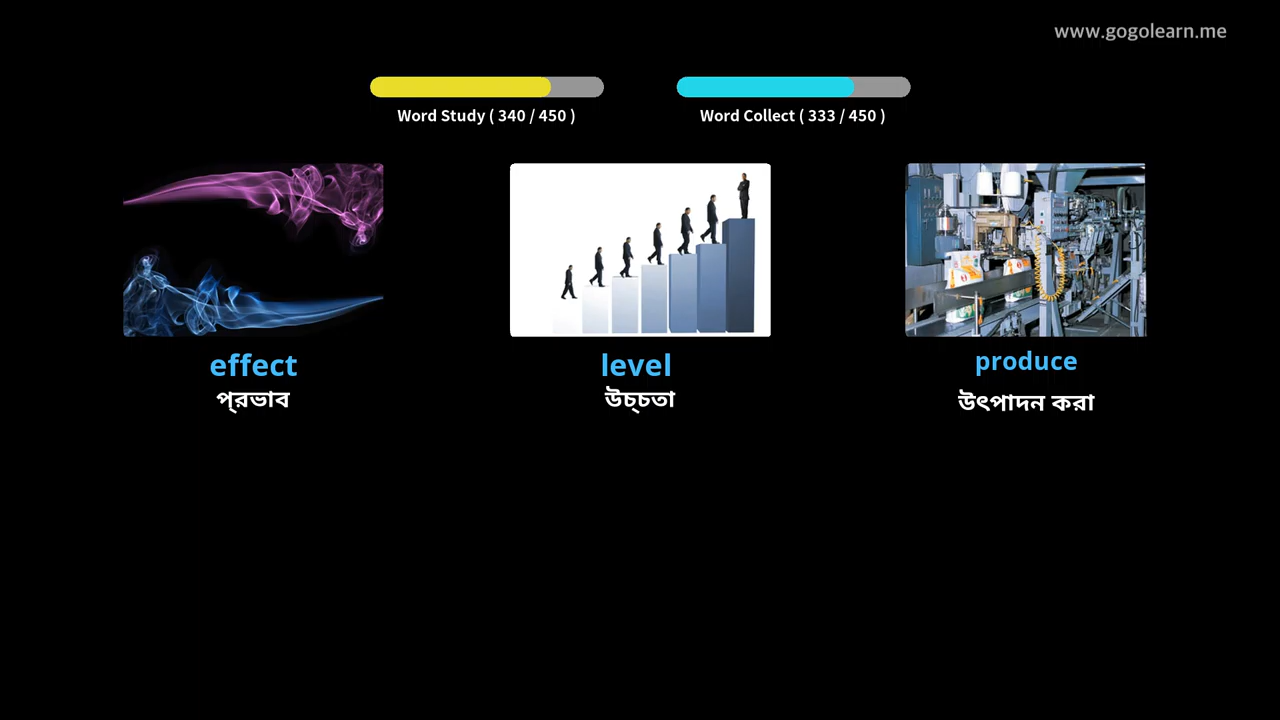 www.gogolearn.me
Word Study ( 340 / 450 )
Word Collect ( 333 / 450 )
effect
level
produce
প্রভাব
উচ্চতা
উৎপাদন করা